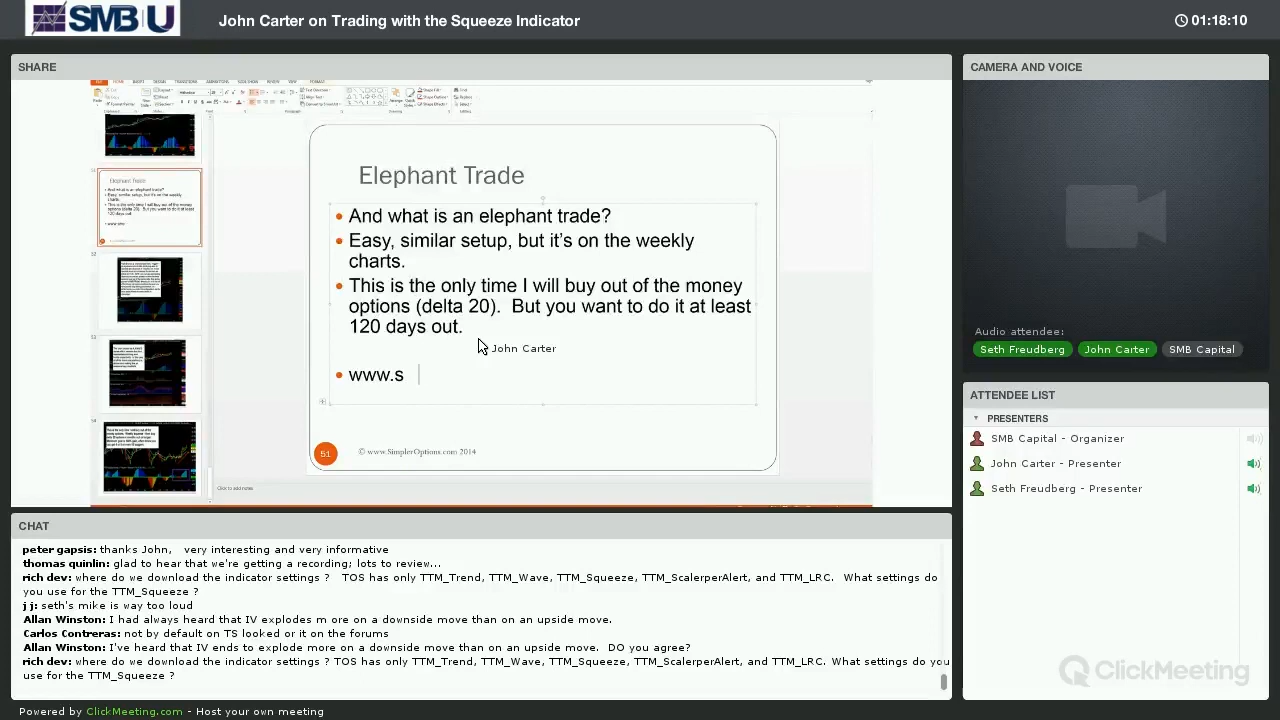 SMB U
John Carter on Trading with the Squeeze Indicator
01:18:10
SHARE
Elephant Trade
And what is an elephant trade?
Easy, similar setup, but it's on the weekly
charts.
This is the only time I will buy out of the money
options (delta 20).  But you want to do it at least
120 days out.
John Carter
www.s
51
© www.SimplerOptions.com 2014
Click to add notes
CAMERA AND VOICE
Audio attendee:
Seth Freudberg
John Carter
SMB Capital
ATTENDEE LIST
PRESENTERS
SMB Capital - Organizer
John Carter - Presenter
Seth Freudberg - Presenter
CHAT
peter gapsis: thanks John,   very interesting and very informative
thomas quinlin: glad to hear that we're getting a recording; lots to review...
rich dev: where do we download the indicator settings ?   TOS has only TTM_Trend, TTM_Wave, TTM_Squeeze, TTM_ScalerperAlert, and TTM_LRC.  What settings do
you use for the TTM_Squeeze ?
j j: seth's mike is way too loud
Allan Winston: I had always heard that IV explodes m ore on a downside move than on an upside move.
Carlos Contreras: not by default on TS looked or it on the forums
Allan Winston: I've heard that IV ends to explode more on a downside move than on an upside move.  DO you agree?
rich dev: where do we download the indicator settings ? TOS has only TTM_Trend, TTM_Wave, TTM_Squeeze, TTM_ScalerperAlert, and TTM_LRC. What settings do you
use for the TTM_Squeeze ?
ClickMeeting
Powered by ClickMeeting.com - Host your own meeting